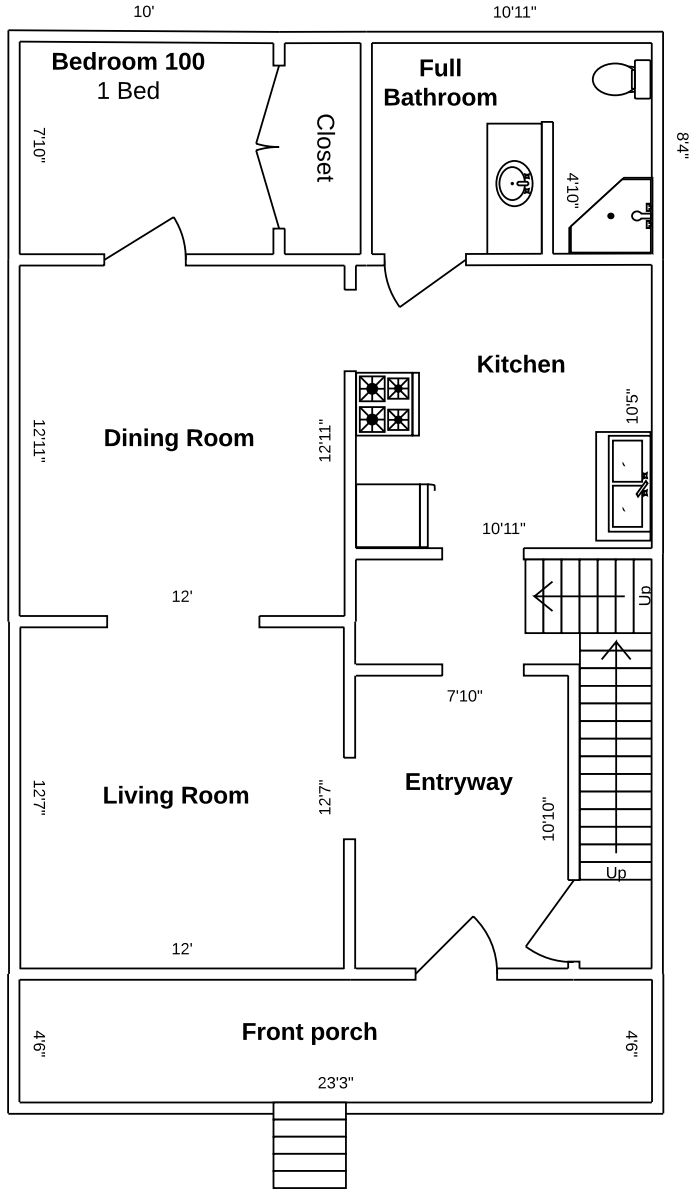 10'
10'11"
Bedroom 100
1 Bed
Full
Bathroom
7'10"
Closet
4'10"
8'4"
Kitchen
10'5"
Dining Room
12'11"
12'11"
10'11"
12'
Up
7'10"
Living Room
12'7"
12'7"
Entryway
10'10"
Up
12'
Front porch
4'6"
4'6"
23'3"